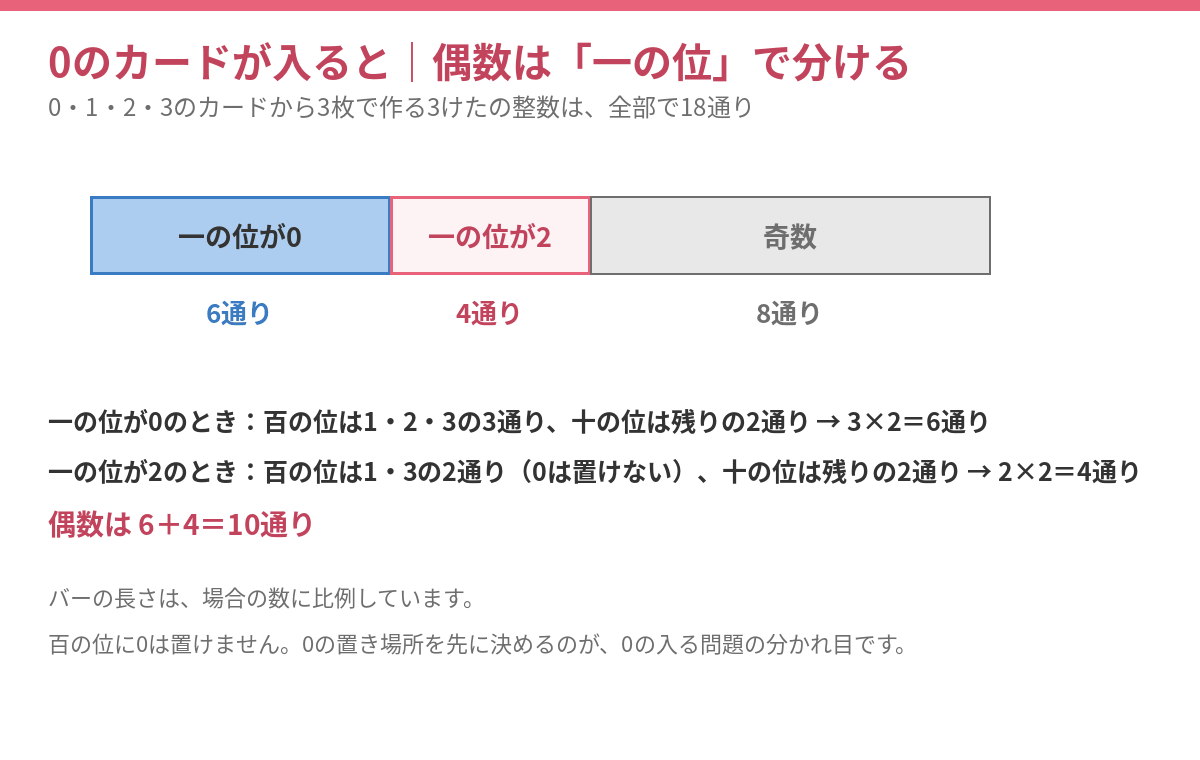 0のカードが入ると｜偶数は「一の位」で分ける
0・1・2・3のカードから3枚で作る3けたの整数は、全部で18通り
一の位が0
一の位が2
奇数
6通り
4通り
8通り
一の位が0のとき：百の位は1・2・3の3通り、十の位は残りの2通り → 3×2＝6通り
一の位が2のとき：百の位は1・3の2通り（0は置けない）、十の位は残りの2通り → 2×2＝4通り
偶数は 6＋4＝10通り
バーの長さは、場合の数に比例しています。
百の位に0は置けません。0の置き場所を先に決めるのが、0の入る問題の分かれ目です。